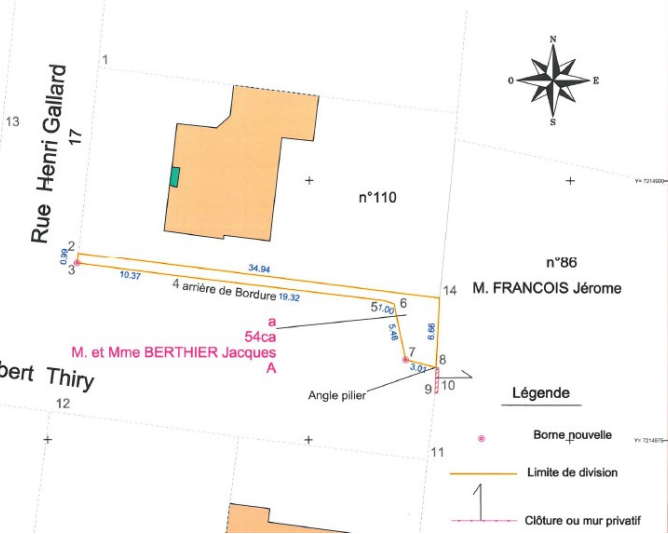 1
N
O
E
S
13
Rue Henri Gallard
17
n°110
Y= 7214900
2
0.99
3
10.37
34.94
4 arrière de Bordure
19.32
5
1.00
6
14
n°86
M. FRANCOIS Jérome
a
54ca
M. et Mme BERTHIER Jacques
A
5.48
6.66
7
3.01
8
9
10
Angle pilier
bert Thiry
12
11
Légende
Borne nouvelle
Y= 7214875
Limite de division
Clôture ou mur privatif